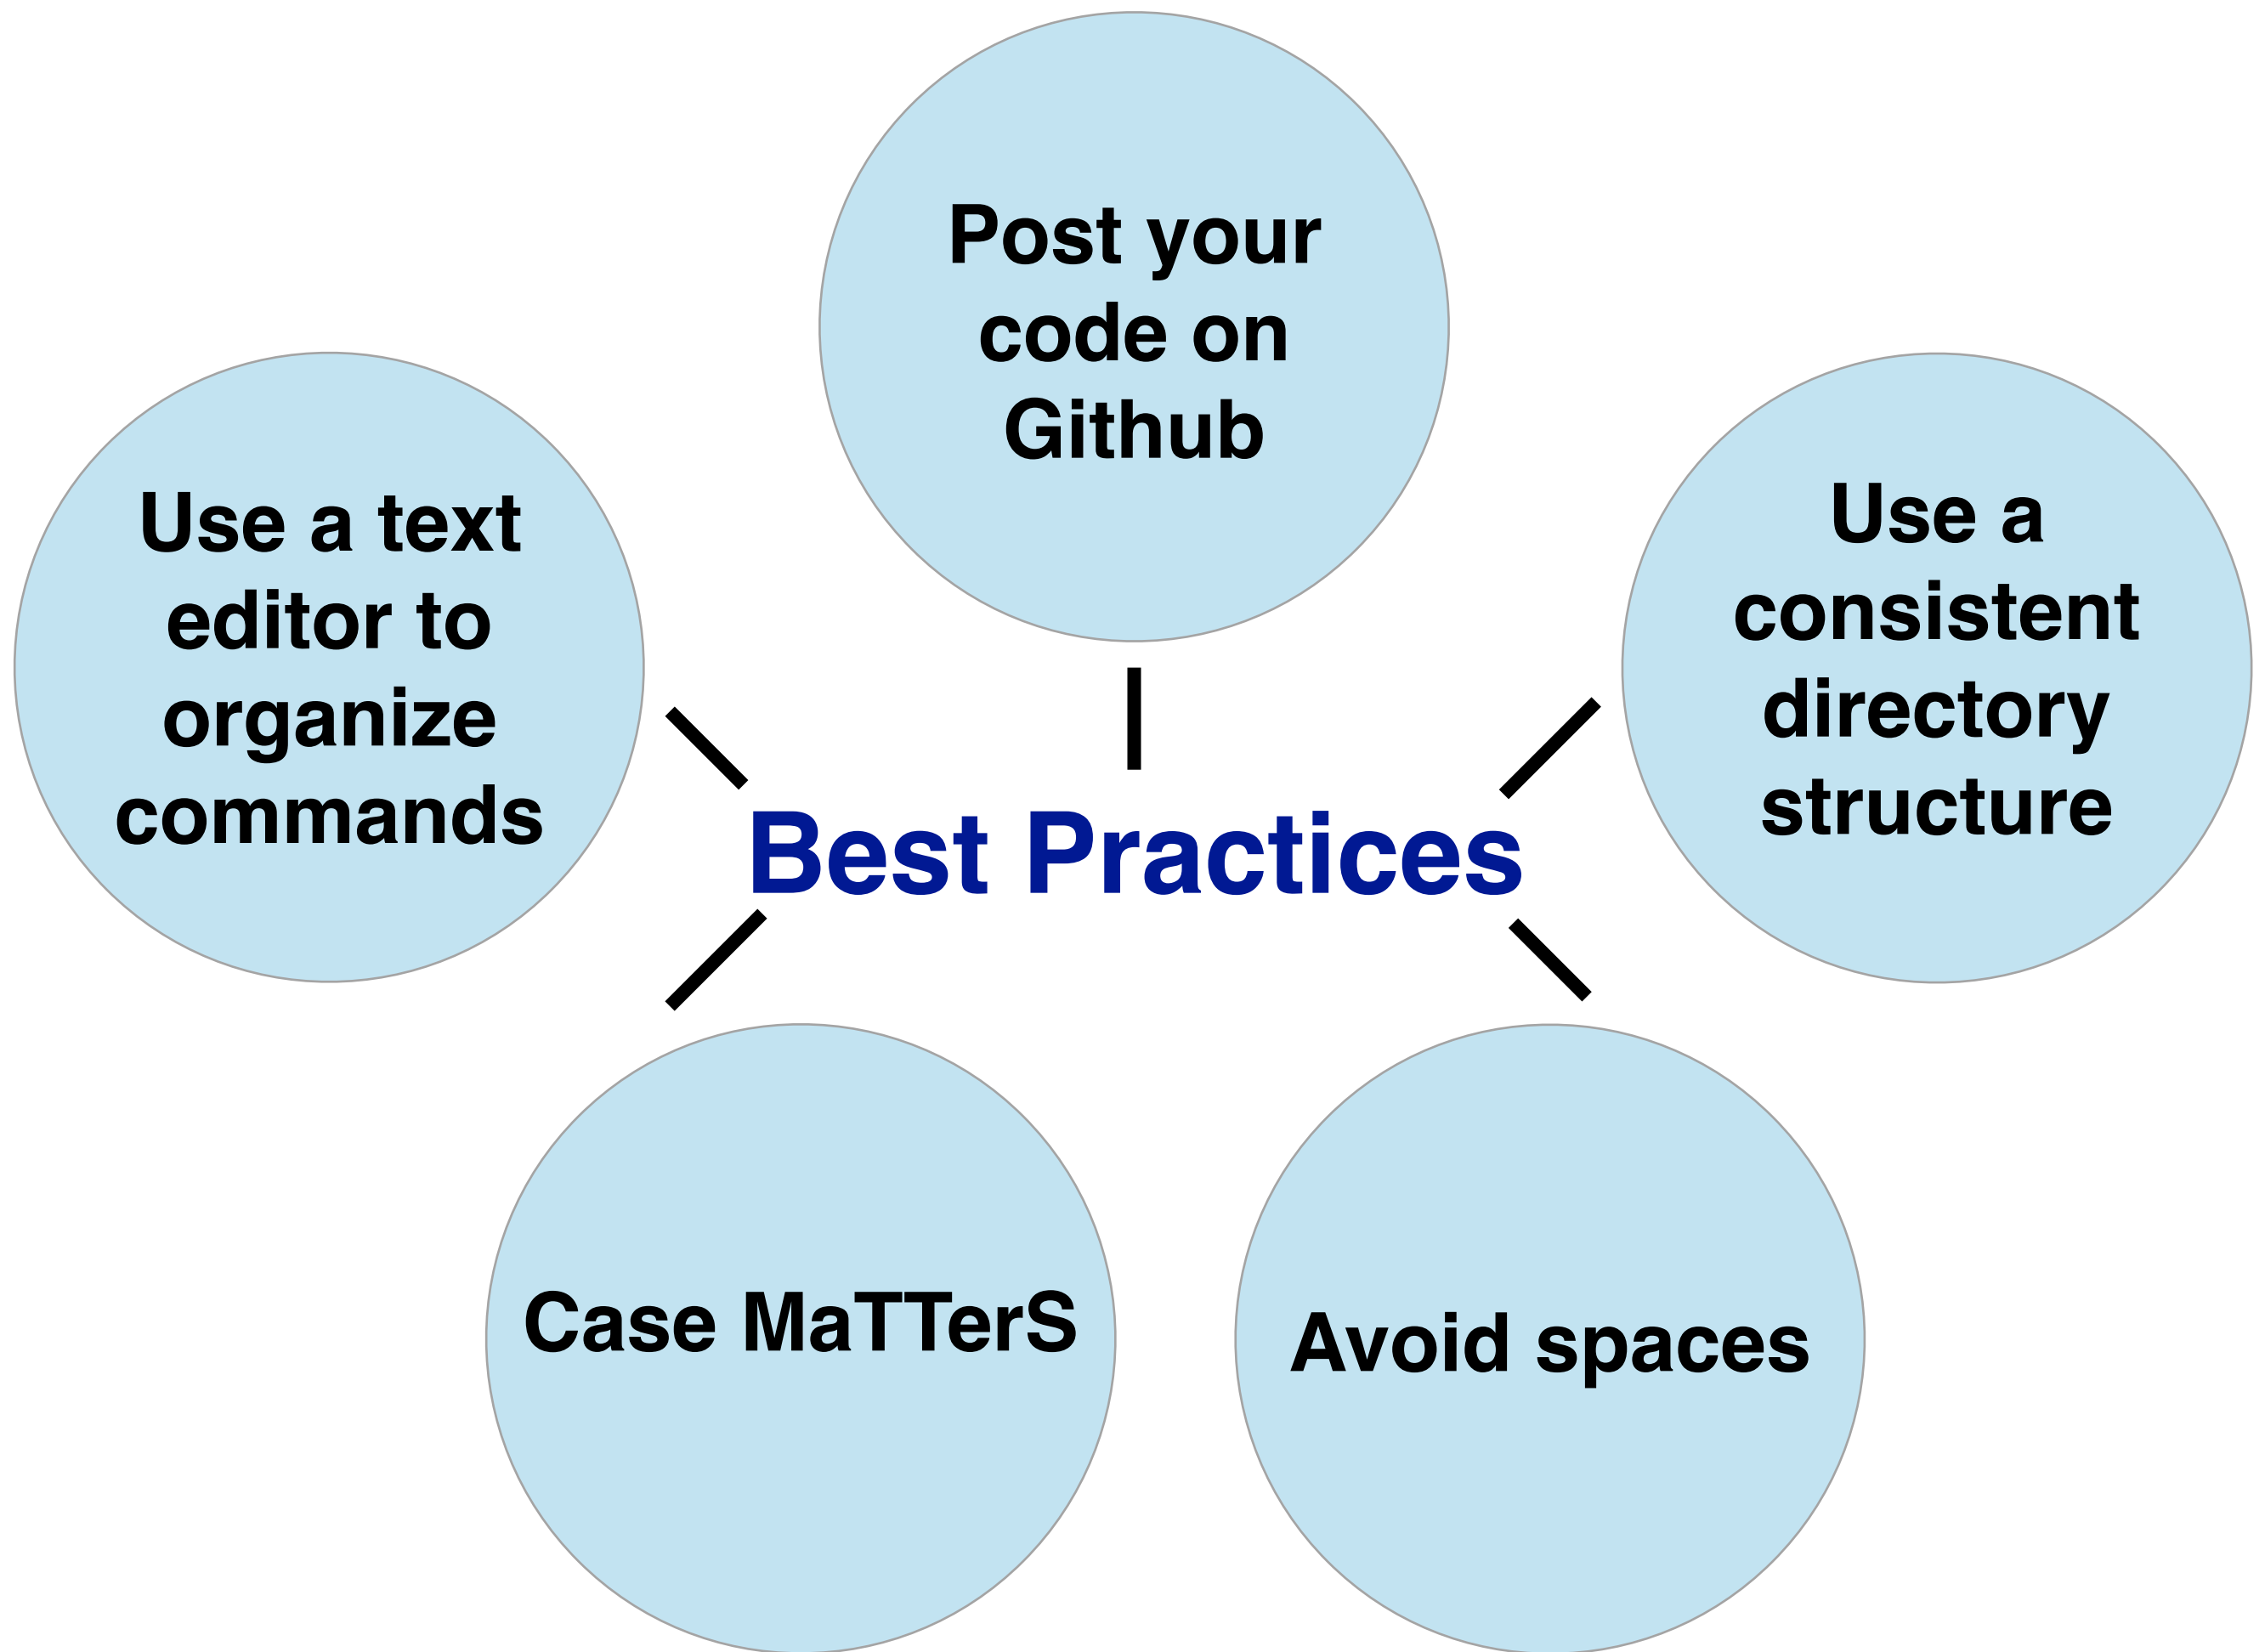 Post your
code on
Github
Use a text
editor to
organize
commands
Use a
consistent
directory
structure
Best Practices
Case MaTTerS
Avoid spaces